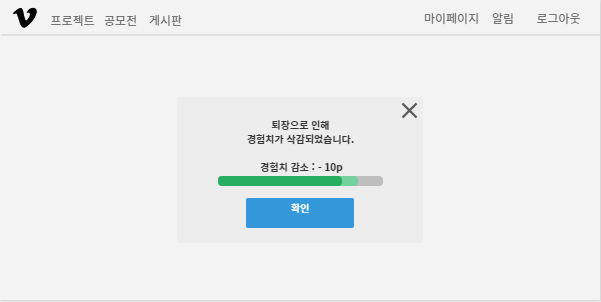 프로젝트 공모전 게시판 마이페이지 알림 로그아웃
퇴장으로 인해
경험치가 삭감되었습니다.
경험치 감소 : - 10p
확인